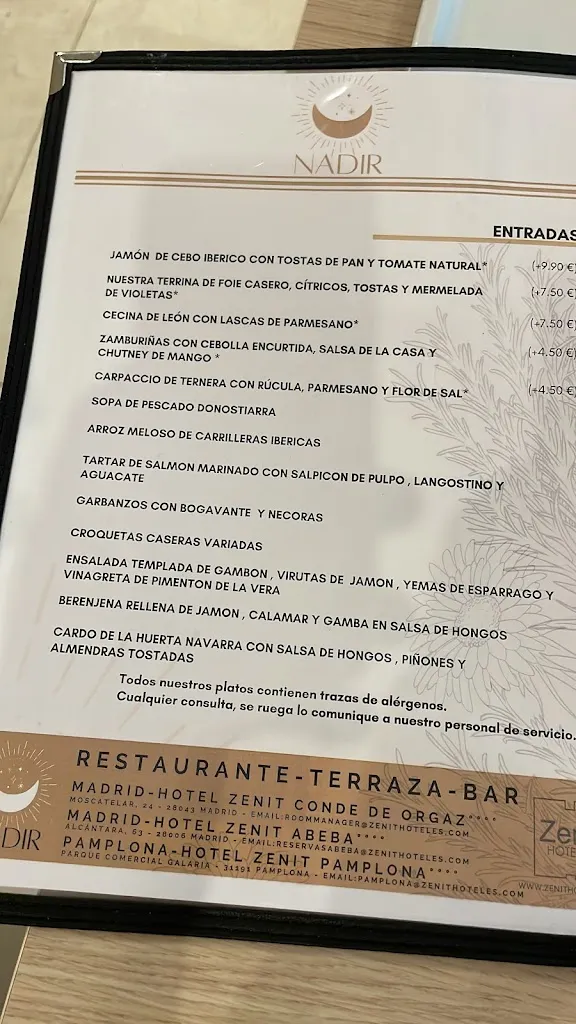 NADIR
ENTRADAS
JAMÓN DE CEBO IBERICO CON TOSTAS DE PAN Y TOMATE NATURAL* (+9.90 €)
NUESTRA TERRINA DE FOIE CASERO, CÍTRICOS, TOSTAS Y MERMELADA (+7.50 €)
DE VIOLETAS*
CECINA DE LEÓN CON LASCAS DE PARMESANO* (+7.50 €)
ZAMBURIÑAS CON CEBOLLA ENCURTIDA, SALSA DE LA CASA Y (+4.50 €)
CHUTNEY DE MANGO *
CARPACCIO DE TERNERA CON RÚCULA, PARMESANO Y FLOR DE SAL* (+4.50 €)
SOPA DE PESCADO DONOSTIARRA
ARROZ MELOSO DE CARRILLERAS IBERICAS
TARTAR DE SALMON MARINADO CON SALPICON DE PULPO , LANGOSTINO Y
AGUACATE
GARBANZOS CON BOGAVANTE Y NECORAS
CROQUETAS CASERAS VARIADAS
ENSALADA TEMPLADA DE GAMBON , VIRUTAS DE JAMON , YEMAS DE ESPARRAGO Y
VINAGRETA DE PIMENTON DE LA VERA
BERENJENA RELLENA DE JAMON , CALAMAR Y GAMBA EN SALSA DE HONGOS
CARDO DE LA HUERTA NAVARRA CON SALSA DE HONGOS , PIÑONES Y
ALMENDRAS TOSTADAS
Todos nuestros platos contienen trazas de alérgenos.
Cualquier consulta, se ruega lo comunique a nuestro personal de servicio.
RESTAURANTE-TERRAZA-BAR
MADRID-HOTEL ZENIT CONDE DE ORGAZ****
MOSCATELAR, 24 - 28043 MADRID - EMAIL:ROOMMANAGER@ZENITHOTELES.COM
MADRID-HOTEL ZENIT ABEBA****
ALCÁNTARA, 63 - 28006 MADRID - EMAIL:RESERVASABEBA@ZENITHOTELES.COM
PAMPLONA-HOTEL ZENIT PAMPLONA****
PARQUE COMERCIAL GALARIA - 31191 PAMPLONA - EMAIL:PAMPLONA@ZENITHOTELES.COM
DIR
Ze
HOTE
WWW.ZENITH